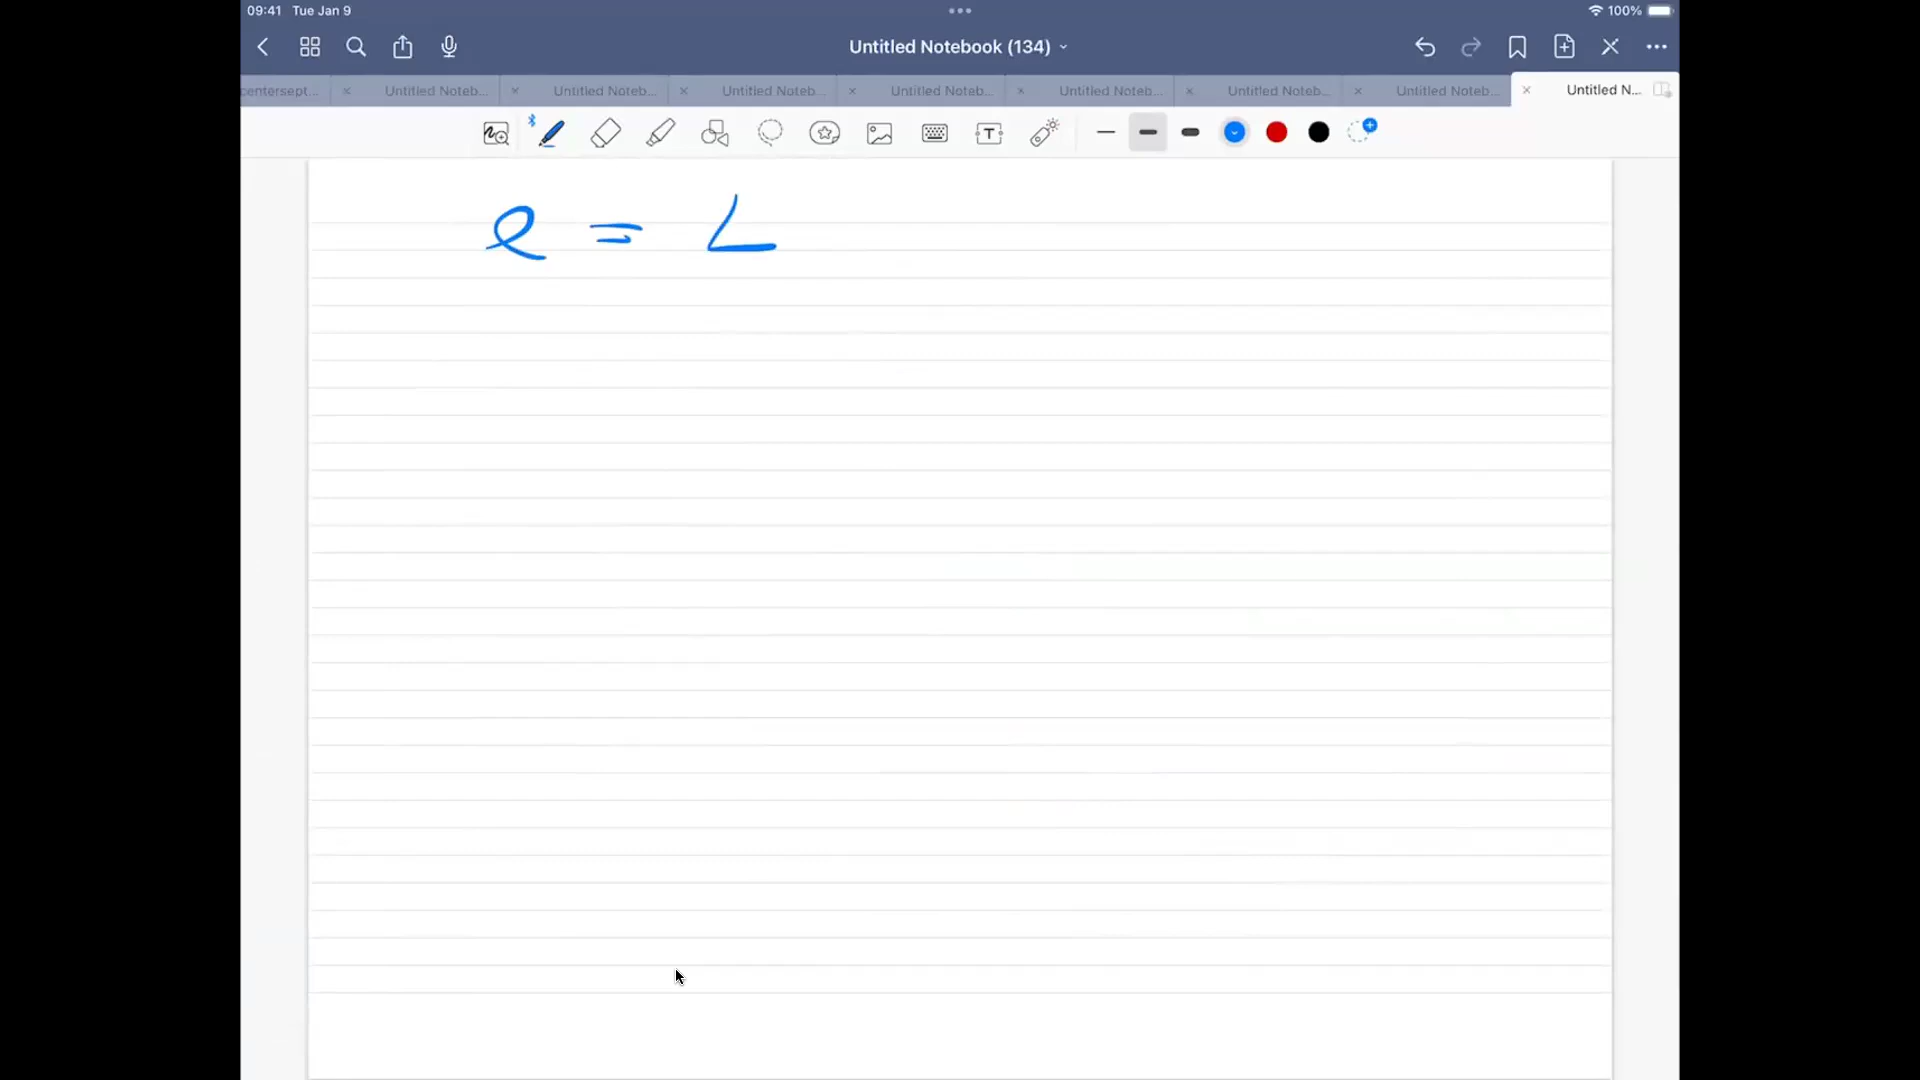 09:41 Tue Jan 9
100%
Untitled Notebook (134)
centersept... Untitled Noteb... Untitled Noteb... Untitled Noteb... Untitled Noteb... Untitled Noteb... Untitled Noteb... Untitled Noteb... Untitled N...
e = L